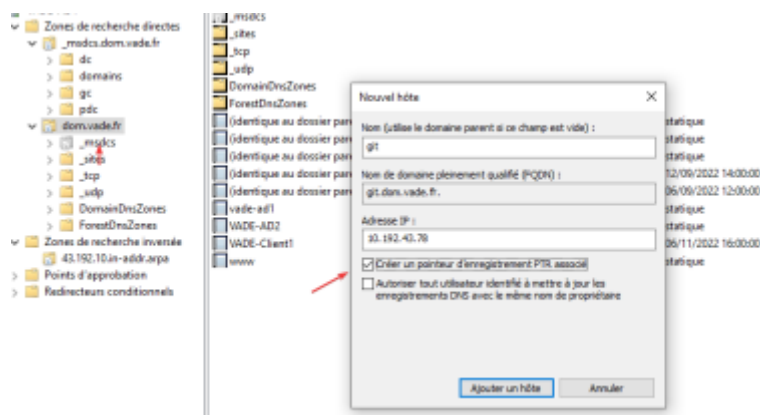 Zones de recherche directes
_msdcs.dom.vade.fr
dc
domains
gc
pdc
dom.vade.fr
_msdcs
_sites
_tcp
_udp
DomainDnsZones
ForestDnsZones
Zones de recherche inversée
43.192.10.in-addr.arpa
Points d'approbation
Redirecteurs conditionnels
_msdcs
_sites
_tcp
_udp
DomainDnsZones
ForestDnsZones
(identique au dossier par
(identique au dossier par
(identique au dossier par
(identique au dossier par
(identique au dossier par
vade-ad1
VADE-AD2
VADE-Client1
www
statique
statique
statique
12/09/2022 14:00:00
06/09/2022 12:00:00
statique
statique
06/11/2022 16:00:00
statique
Nouvel hôte
Nom (utilise le domaine parent si ce champ est vide) :
git
Nom de domaine pleinement qualifié (FQDN) :
git.dom.vade.fr.
Adresse IP :
10.192.43.78
Créer un pointeur d'enregistrement PTR associé
Autoriser tout utilisateur identifié à mettre à jour les
enregistrements DNS avec le même nom de propriétaire
Ajouter un hôte
Annuler